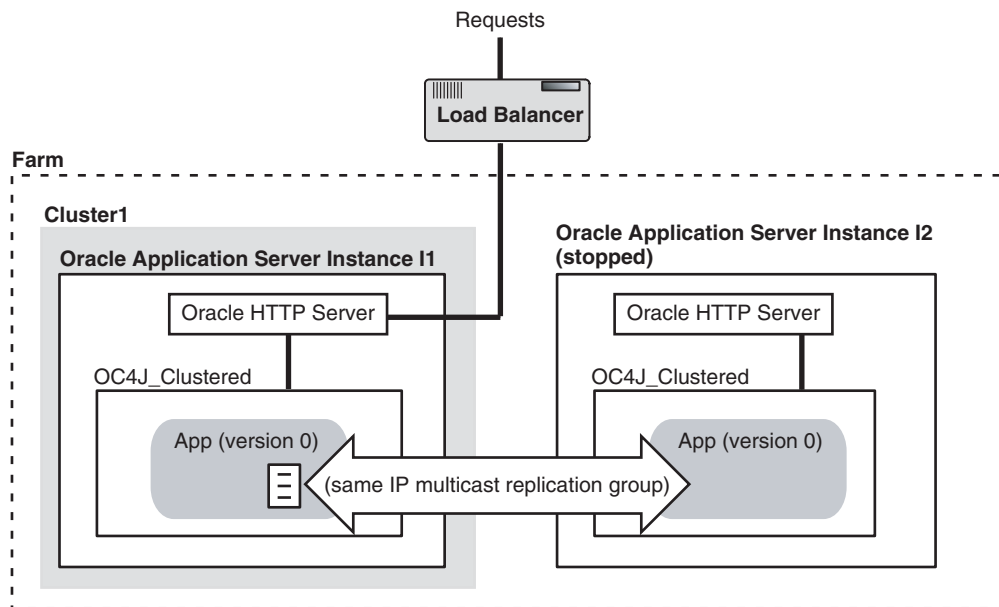 Requests
Load Balancer
Farm
Cluster1
Oracle Application Server Instance I1
Oracle HTTP Server
OC4J_Clustered
App (version 0)
Oracle Application Server Instance I2
(stopped)
Oracle HTTP Server
OC4J_Clustered
App (version 0)
(same IP multicast replication group)